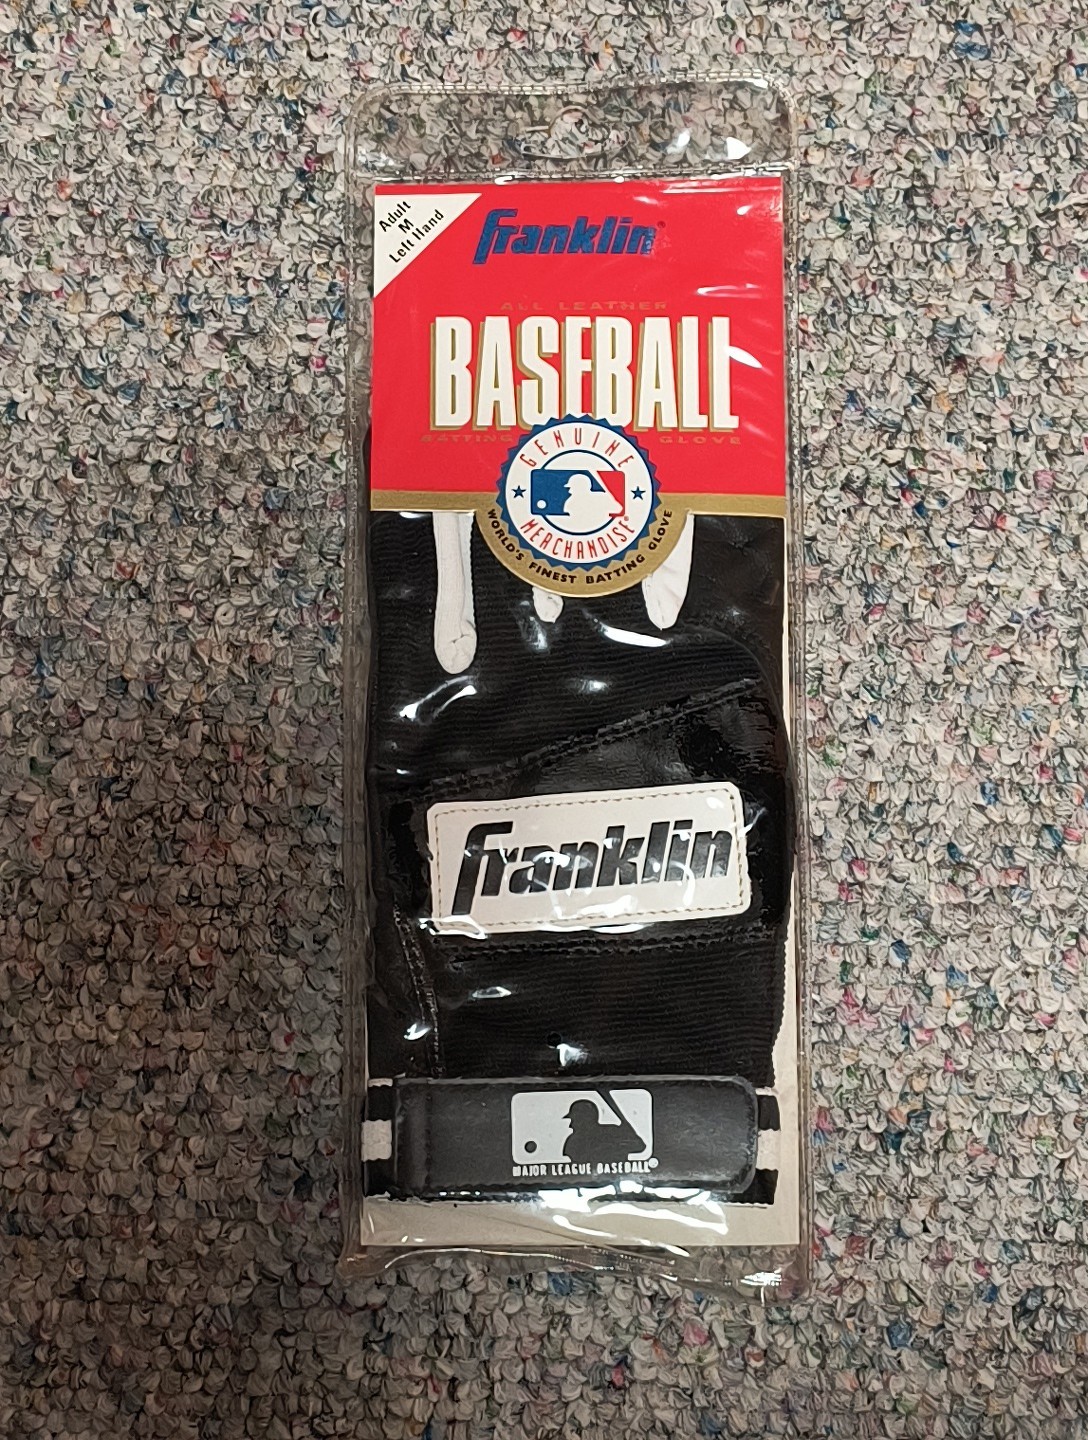 Adult
M
Left Hand
Franklin®
ALL LEATHER
BASEBALL
BATTING GLOVE
GENUINE
MERCHANDISE®
WORLD'S FINEST BATTING GLOVE
Franklin
MAJOR LEAGUE BASEBALL®